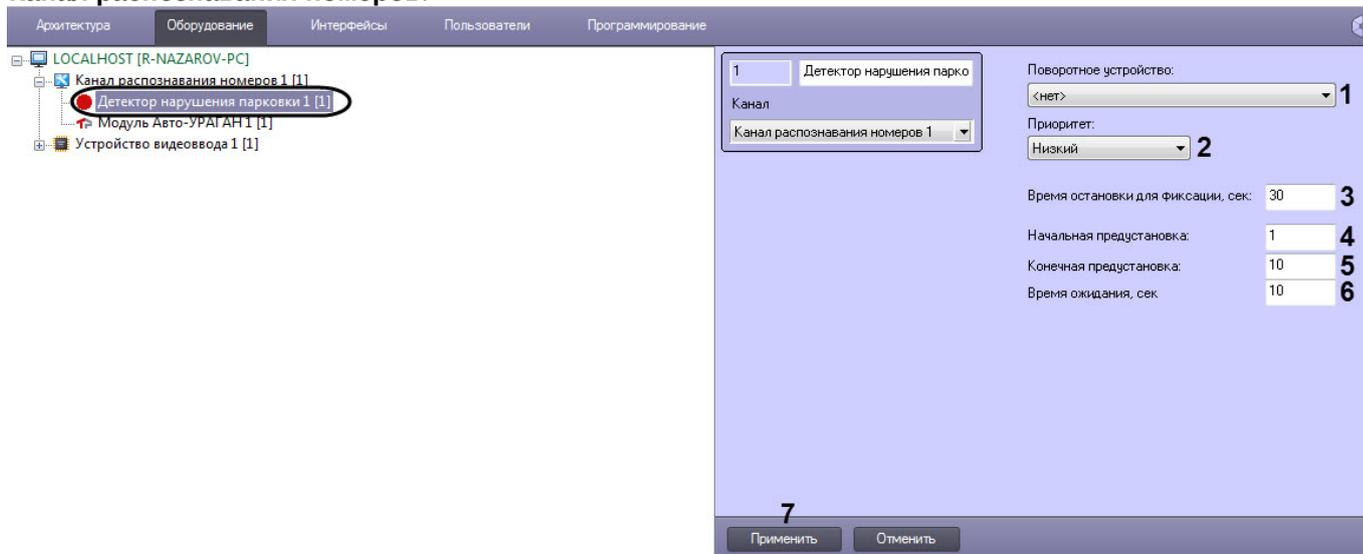 Канал распознавания номеров.
Архитектура Оборудование Интерфейсы Пользователи Программирование
LOCALHOST [R-NAZAROV-PC]
Канал распознавания номеров 1 [1]
Детектор нарушения парковки 1 [1]
Модуль Авто-УРАГАН 1 [1]
Устройство видеоввода 1 [1]
1 Детектор нарушения парко
Канал
Канал распознавания номеров 1
Поворотное устройство:
<нет> 1
Приоритет:
Низкий 2
Время остановки для фиксации, сек: 30 3
Начальная предустановка: 1 4
Конечная предустановка: 10 5
Время ожидания, сек 10 6
7
Применить Отменить